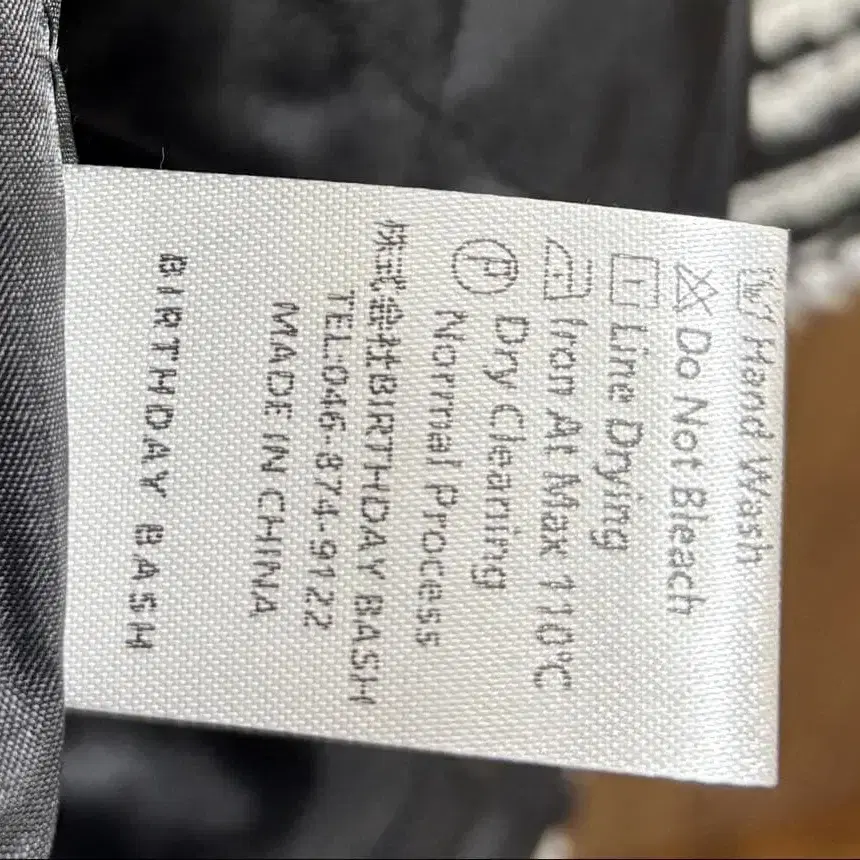 Hand Wash
Do Not Bleach
Line Drying
Iran At Max 110℃
Dry Cleaning
Normal Process
株式会社BIRTHDAY BASH
TEL:046-874-9122
MADE IN CHINA
BIRTHDAY BASH